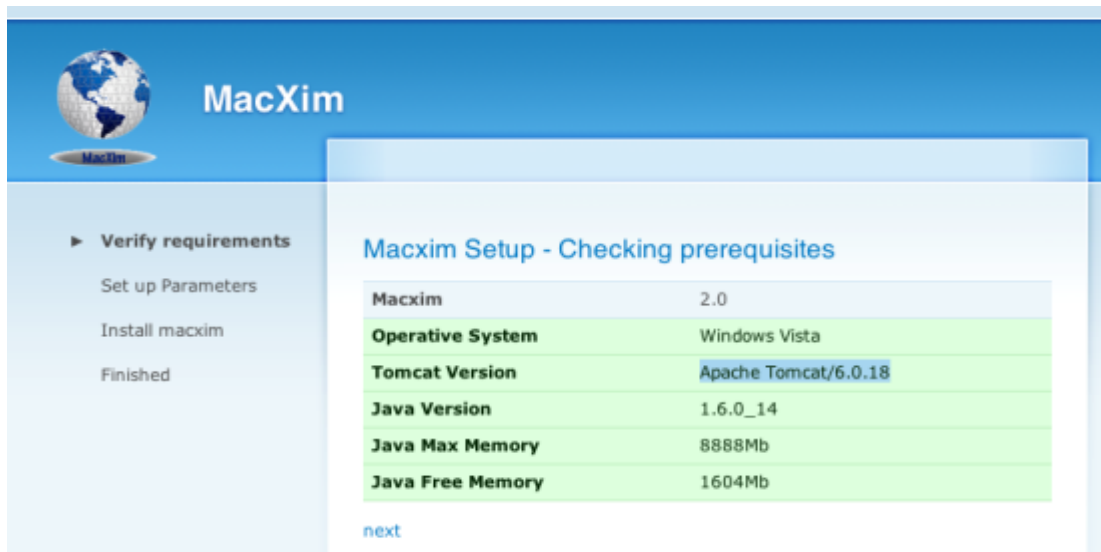 MacXim
MacXim
Verify requirements
Set up Parameters
Install macxim
Finished
Macxim Setup - Checking prerequisites
Macxim 2.0
Operative System Windows Vista
Tomcat Version Apache Tomcat/6.0.18
Java Version 1.6.0_14
Java Max Memory 8888Mb
Java Free Memory 1604Mb
next